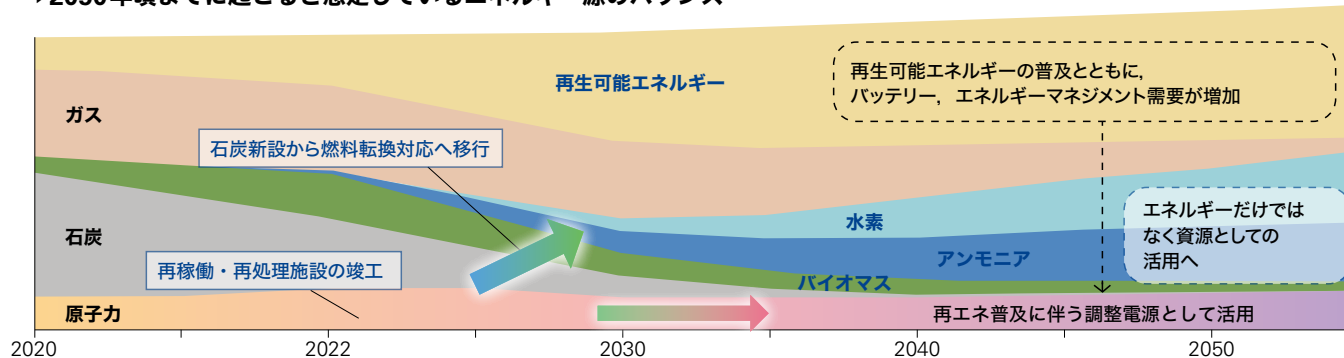 再生可能エネルギー
再生可能エネルギーの普及とともに，
バッテリー，エネルギーマネジメント需要が増加
ガス
石炭新設から燃料転換対応へ移行
水素
エネルギーだけでは
なく資源としての
活用へ
石炭
アンモニア
再稼働・再処理施設の竣工
バイオマス
原子力
再エネ普及に伴う調整電源として活用
2020
2022
2030
2040
2050